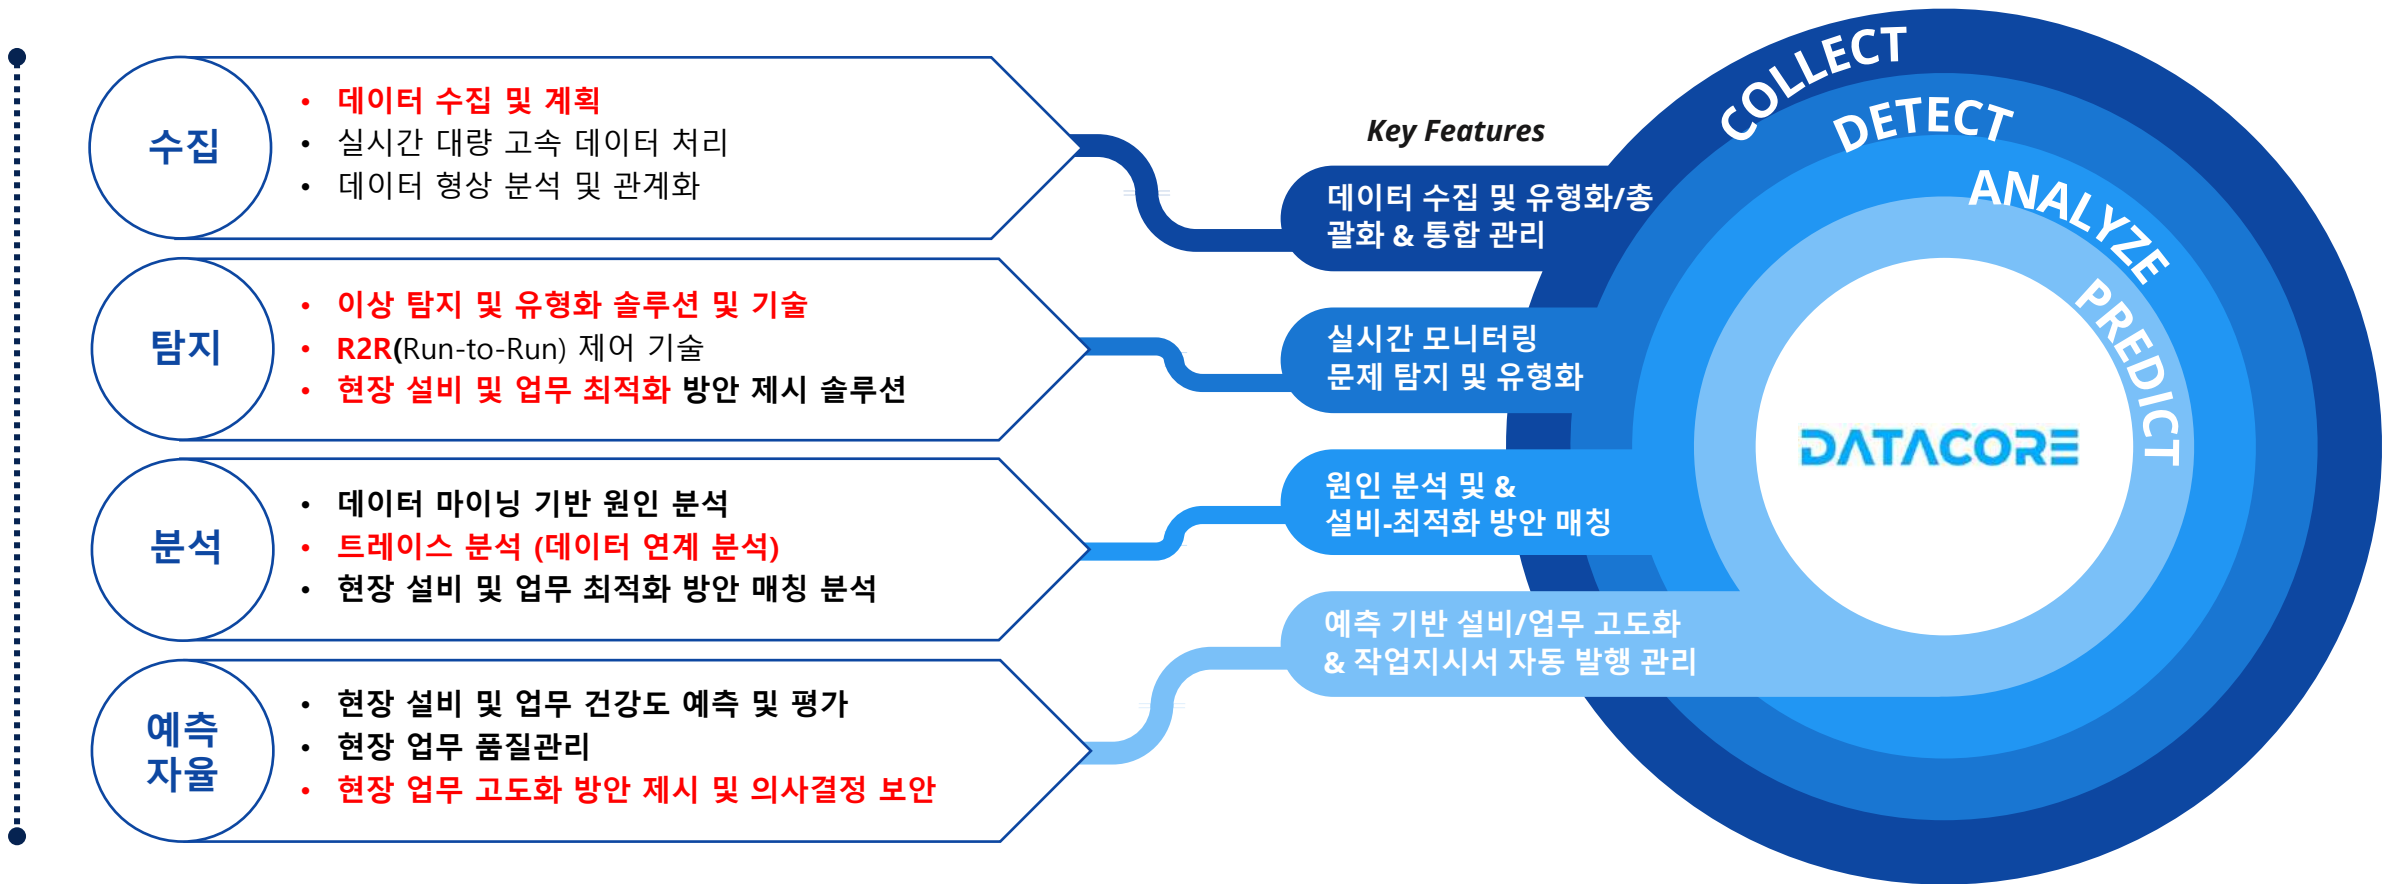 수집
• 데이터 수집 및 계획
• 실시간 대량 고속 데이터 처리
• 데이터 형상 분석 및 관계화
탐지
• 이상 탐지 및 유형화 솔루션 및 기술
• R2R(Run-to-Run) 제어 기술
• 현장 설비 및 업무 최적화 방안 제시 솔루션
분석
• 데이터 마이닝 기반 원인 분석
• 트레이스 분석 (데이터 연계 분석)
• 현장 설비 및 업무 최적화 방안 매칭 분석
예측
자율
• 현장 설비 및 업무 건강도 예측 및 평가
• 현장 업무 품질관리
• 현장 업무 고도화 방안 제시 및 의사결정 보안
Key Features
데이터 수집 및 유형화/총
괄화 & 통합 관리
실시간 모니터링
문제 탐지 및 유형화
원인 분석 및 &
설비-최적화 방안 매칭
예측 기반 설비/업무 고도화
& 작업지시서 자동 발행 관리
COLLECT
DETECT
ANALYZE
PREDICT
DATACORE